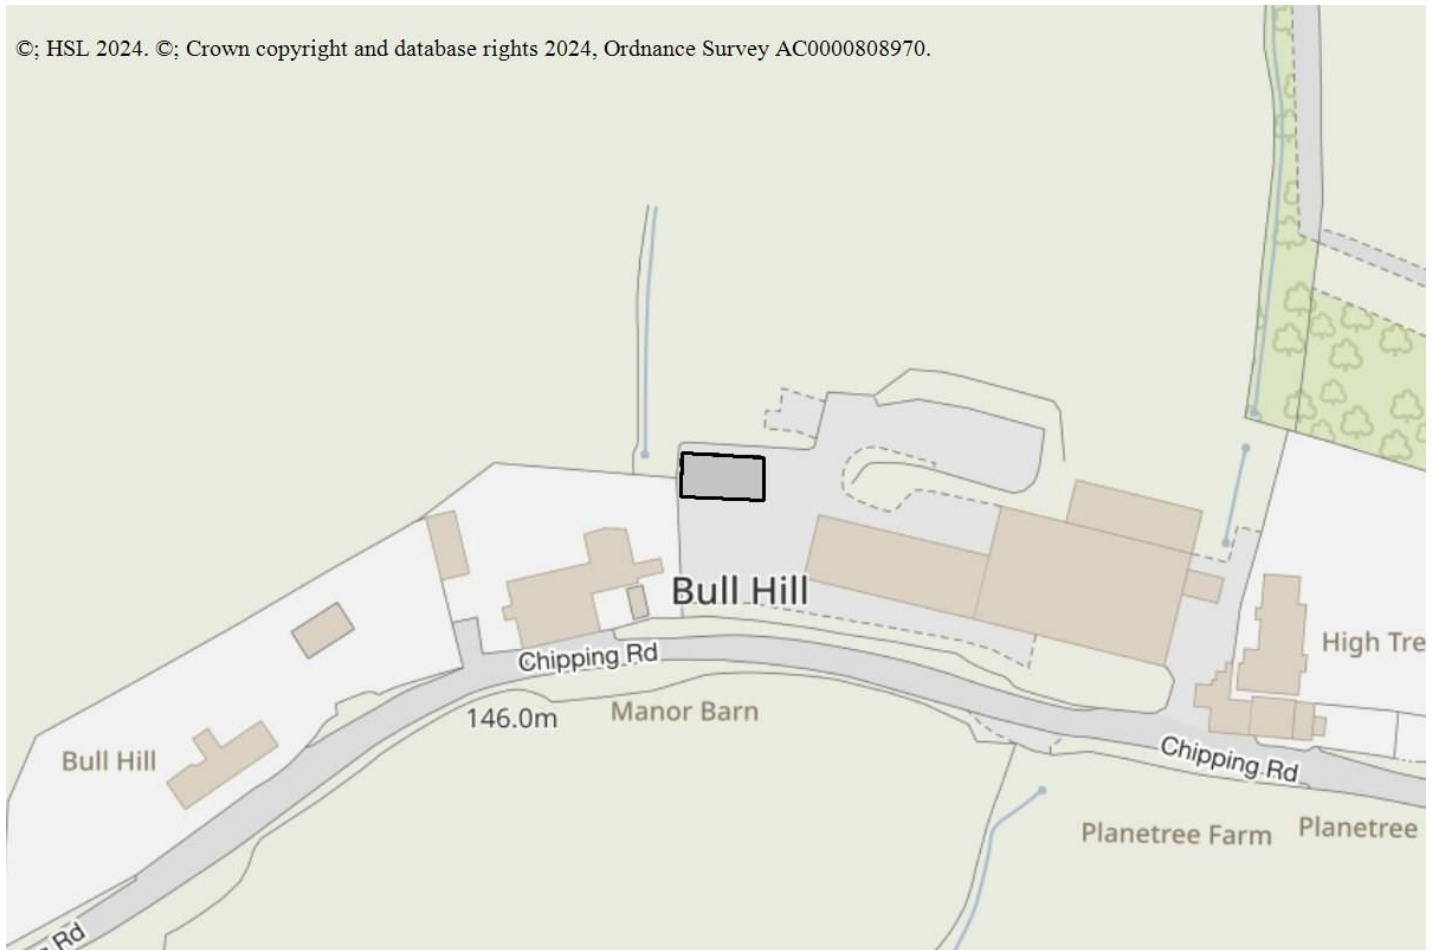 ©; HSL 2024. ©; Crown copyright and database rights 2024, Ordnance Survey AC0000808970.
Bull Hill
High Tre
Chipping Rd
146.0m
Manor Barn
Bull Hill
Chipping Rd
Planetree Farm
Planetree
Rd